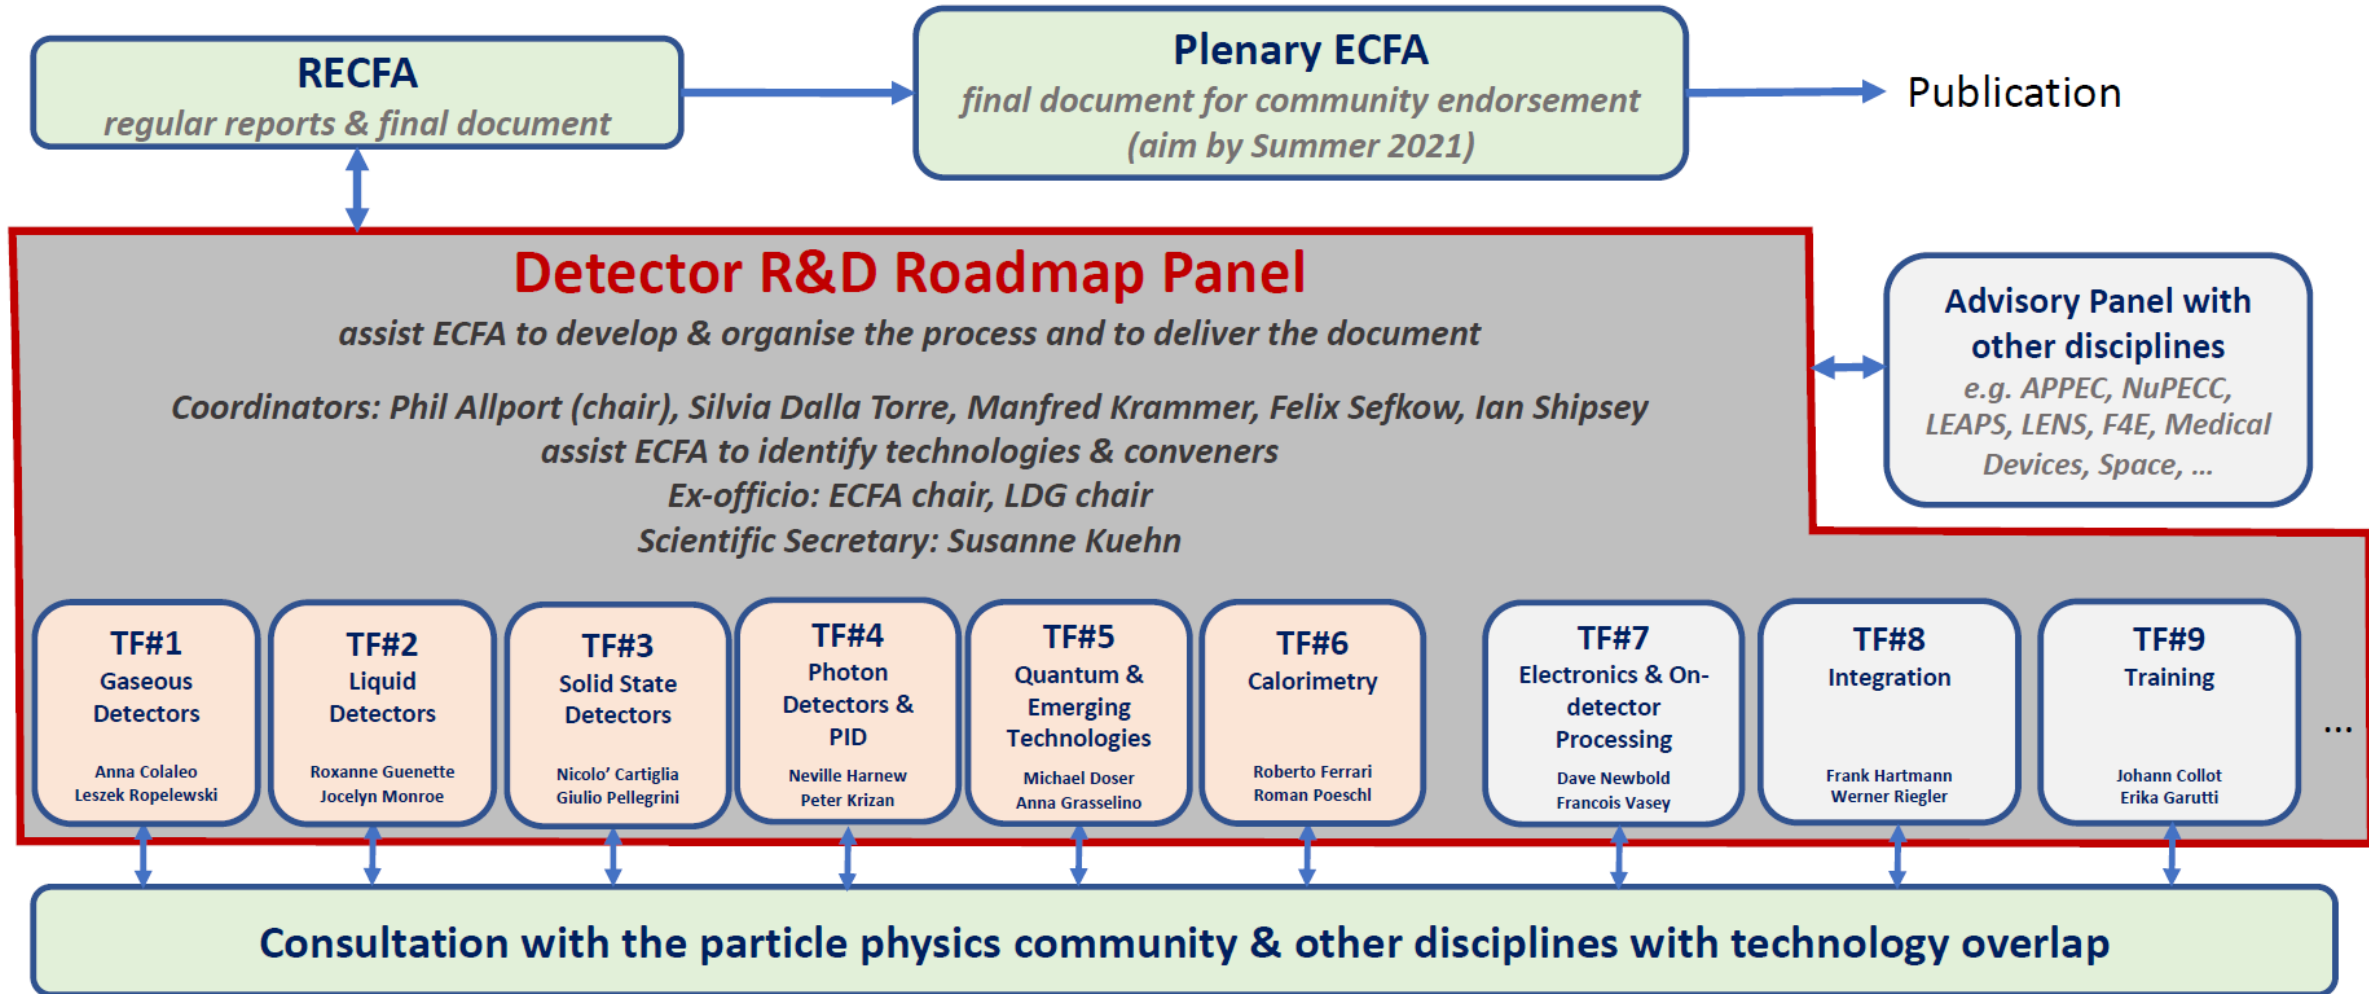 RECFA
regular reports & final document
Plenary ECFA
final document for community endorsement
(aim by Summer 2021)
Publication
Detector R&D Roadmap Panel
assist ECFA to develop & organise the process and to deliver the document
Coordinators: Phil Allport (chair), Silvia Dalla Torre, Manfred Krammer, Felix Sefkow, Ian Shipsey
assist ECFA to identify technologies & conveners
Ex-officio: ECFA chair, LDG chair
Scientific Secretary: Susanne Kuehn
Advisory Panel with
other disciplines
e.g. APPEC, NuPECC,
LEAPS, LENS, F4E, Medical
Devices, Space, ...
TF#1
Gaseous
Detectors
Anna Colaleo
Leszek Ropelewski
TF#2
Liquid
Detectors
Roxanne Guenette
Jocelyn Monroe
TF#3
Solid State
Detectors
Nicolo' Cartiglia
Giulio Pellegrini
TF#4
Photon
Detectors &
PID
Neville Harnew
Peter Krizan
TF#5
Quantum &
Emerging
Technologies
Michael Doser
Anna Grasselino
TF#6
Calorimetry
Roberto Ferrari
Roman Poeschl
TF#7
Electronics & On-
detector
Processing
Dave Newbold
Francois Vasey
TF#8
Integration
Frank Hartmann
Werner Riegler
TF#9
Training
Johann Collot
Erika Garutti
...
Consultation with the particle physics community & other disciplines with technology overlap